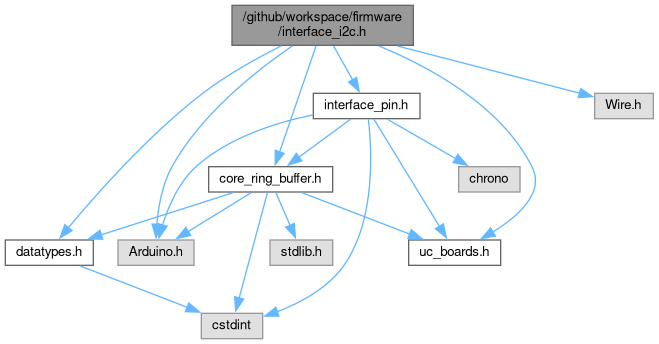 /github/workspace/firmware
/interface_i2c.h
interface_pin.h
Wire.h
core_ring_buffer.h
chrono
datatypes.h
Arduino.h
stdlib.h
uc_boards.h
cstdint